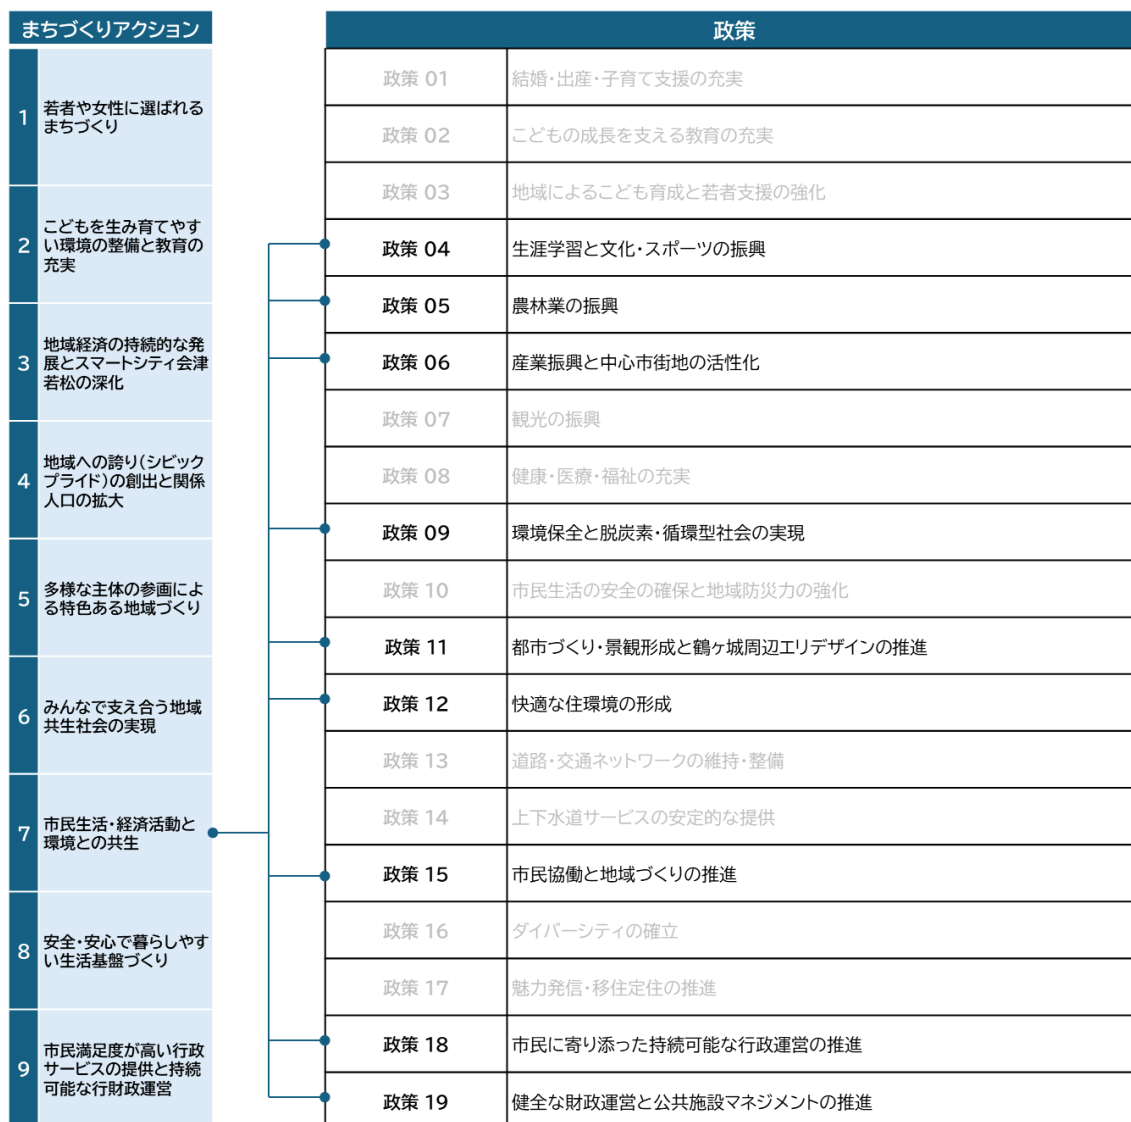 まちづくりアクション
1
若者や女性に選ばれる
まちづくり
2
こどもを生み育てやす
い環境の整備と教育の
充実
3
地域経済の持続的な発
展とスマートシティ会津
若松の深化
4
地域への誇り(シビック
プライド)の創出と関係
人口の拡大
5
多様な主体の参画によ
る特色ある地域づくり
6
みんなで支え合う地域
共生社会の実現
7
市民生活・経済活動と
環境との共生
8
安全・安心で暮らしやす
い生活基盤づくり
9
市民満足度が高い行政
サービスの提供と持続
可能な行財政運営
政策
政策 01 結婚・出産・子育て支援の充実
政策 02 こどもの成長を支える教育の充実
政策 03 地域によるこども育成と若者支援の強化
政策 04 生涯学習と文化・スポーツの振興
政策 05 農林業の振興
政策 06 産業振興と中心市街地の活性化
政策 07 観光の振興
政策 08 健康・医療・福祉の充実
政策 09 環境保全と脱炭素・循環型社会の実現
政策 10 市民生活の安全の確保と地域防災力の強化
政策 11 都市づくり・景観形成と鶴ヶ城周辺エリデザインの推進
政策 12 快適な住環境の形成
政策 13 道路・交通ネットワークの維持・整備
政策 14 上下水道サービスの安定的な提供
政策 15 市民協働と地域づくりの推進
政策 16 ダイバーシティの確立
政策 17 魅力発信・移住定住の推進
政策 18 市民に寄り添った持続可能な行政運営の推進
政策 19 健全な財政運営と公共施設マネジメントの推進